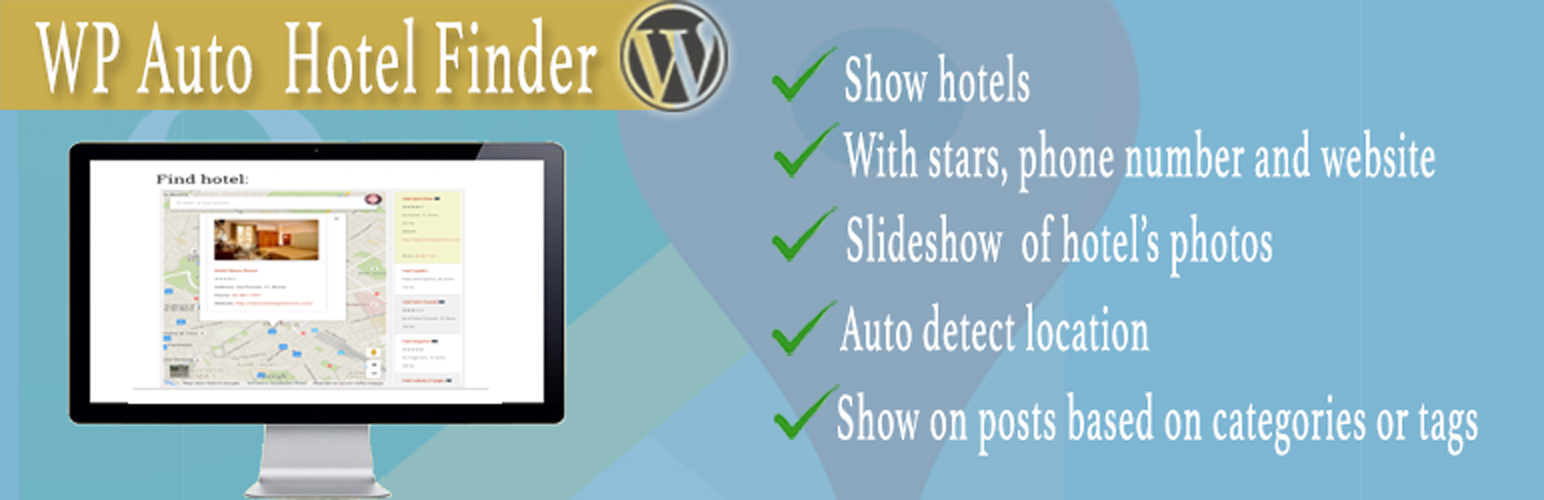 WP Auto Hotel Finder
Show hotels
With stars, phone number and website
Slideshow of hotel's photos
Auto detect location
Show on posts based on categories or tags
Find hotel: